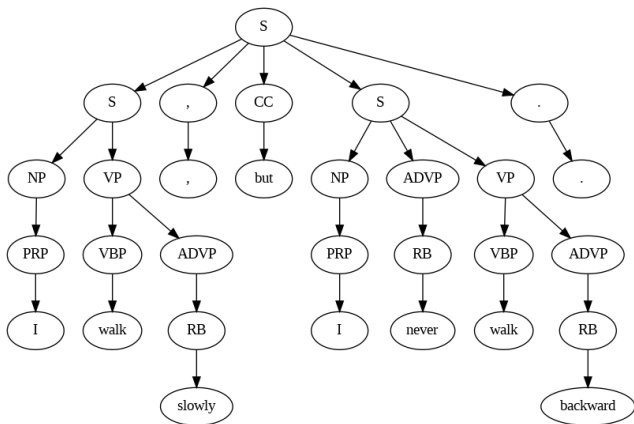 S
S , CC S .
NP VP , but NP ADVP VP .
PRP VBP ADVP PRP RB VBP ADVP
I walk RB I never walk RB
slowly backward